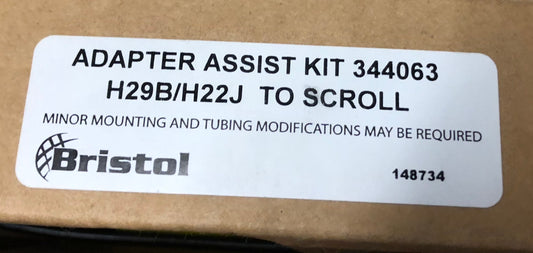 ADAPTER ASSIST KIT 344063
H29B/H22J TO SCROLL
MINOR MOUNTING AND TUBING MODIFICATIONS MAY BE REQUIRED
Bristol
148734